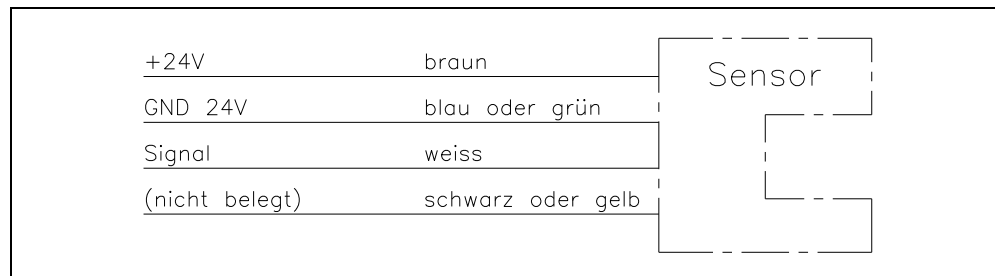 +24V braun
Sensor
GND 24V blau oder grün
Signal weiss
(nicht belegt) schwarz oder gelb